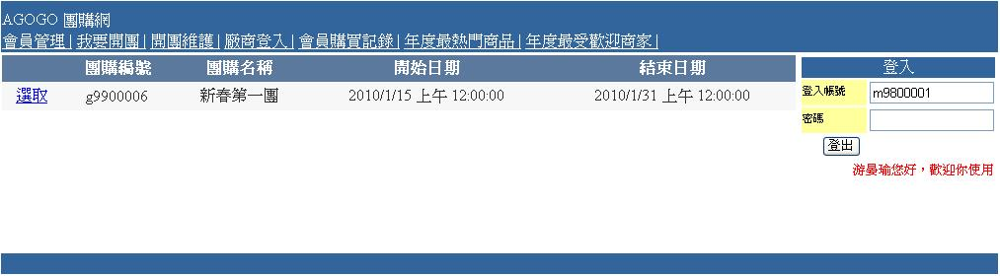 AGOGO 團購網
會員管理 | 我要開團 | 開團維護 | 廠商登入 | 會員購買記錄 | 年度最熱門商品 | 年度最受歡迎商家 |
團購編號 團購名稱 開始日期 結束日期
選取 g9900006 新春第一團 2010/1/15 上午 12:00:00 2010/1/31 上午 12:00:00
登入
登入帳號 m9800001
密碼
登出
游晏瑜您好，歡迎你使用